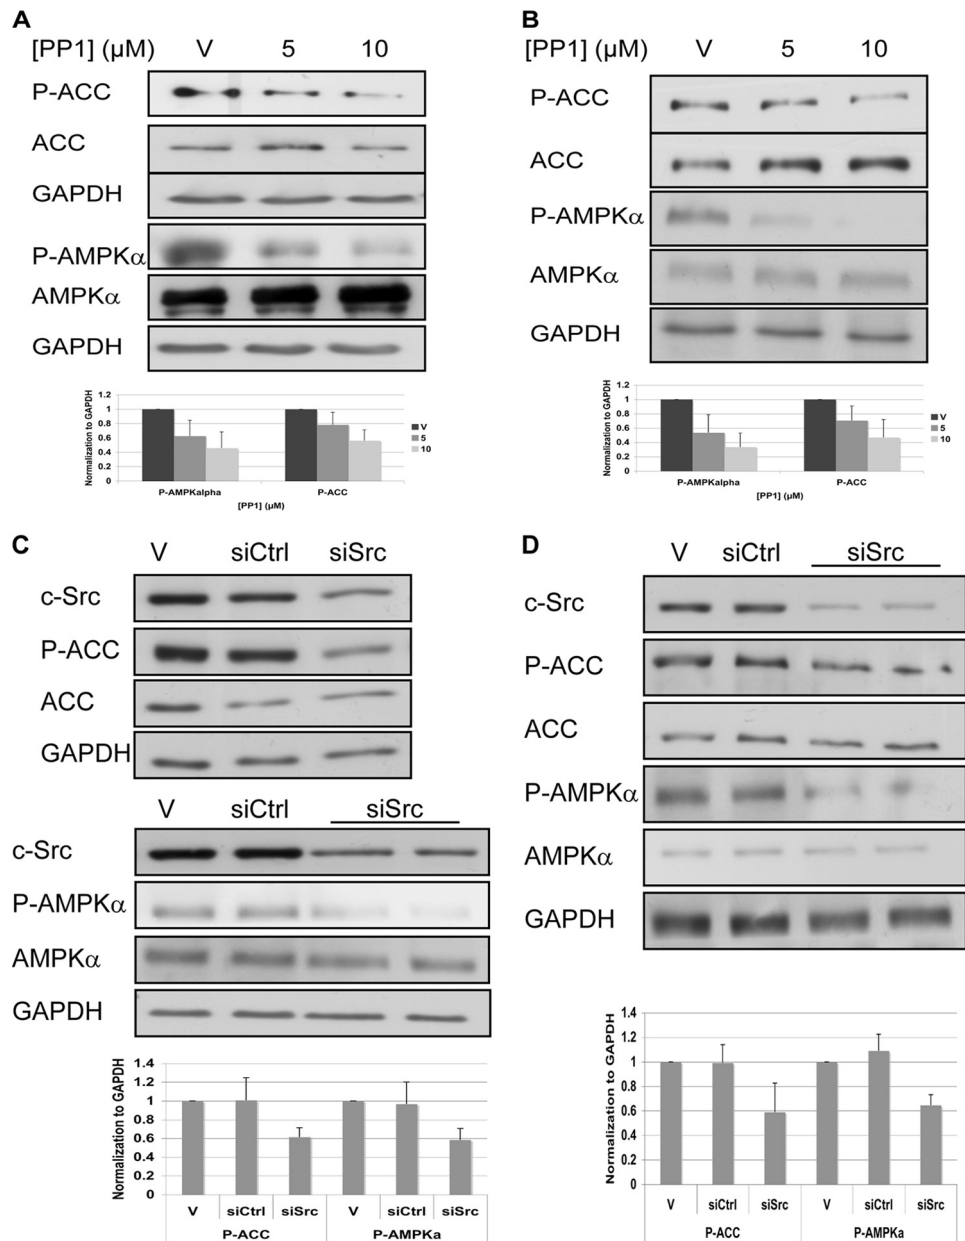 A
[PP1] (µM) V 5 10
P-ACC
ACC
GAPDH
P-AMPKα
AMPKα
GAPDH
Normalization to GAPDH
1.2
1
0.8
0.6
0.4
0.2
0
P-AMPKalpha P-ACC
[PP1] (µM)
V
5
10
B
[PP1] (µM) V 5 10
P-ACC
ACC
P-AMPKα
AMPKα
GAPDH
Normalization to GAPDH
1.2
1
0.8
0.6
0.4
0.2
0
P-AMPKalpha P-ACC
[PP1] (µM)
V
5
10
C
V siCtrl siSrc
c-Src
P-ACC
ACC
GAPDH
V siCtrl siSrc
c-Src
P-AMPKα
AMPKα
GAPDH
Normalization to GAPDH
1.4
1.2
1
0.8
0.6
0.4
0.2
0
V siCtrl siSrc V siCtrl siSrc
P-ACC P-AMPKa
D
V siCtrl siSrc
c-Src
P-ACC
ACC
P-AMPKα
AMPKα
GAPDH
Normalization to GAPDH
1.4
1.2
1
0.8
0.6
0.4
0.2
0
V siCtrl siSrc V siCtrl siSrc
P-ACC P-AMPKa